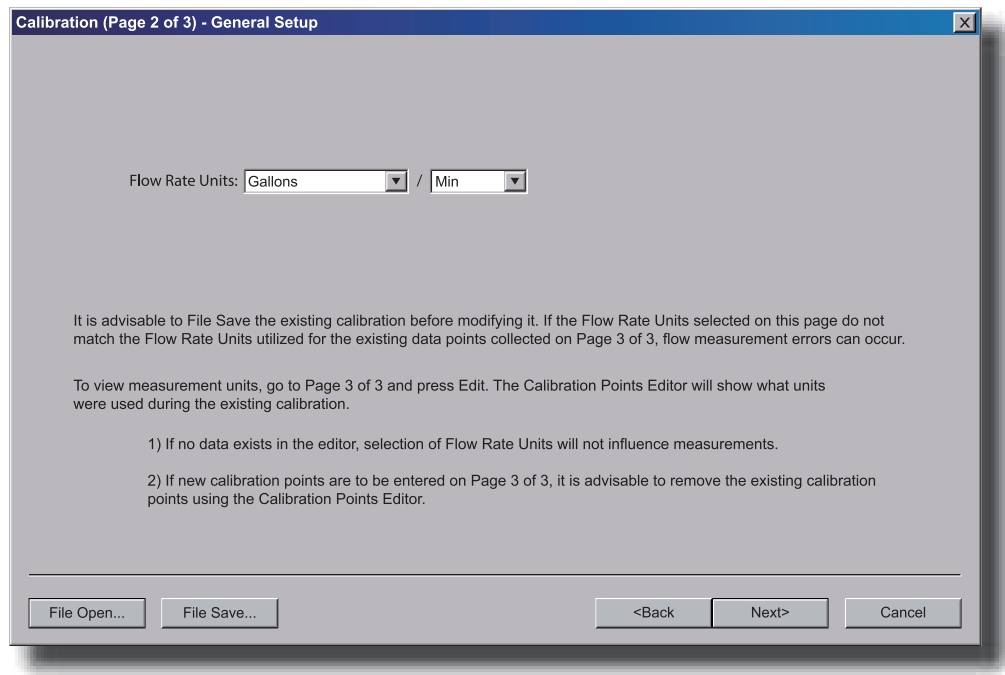 Calibration (Page 2 of 3) - General Setup
Flow Rate Units: Gallons / Min
It is advisable to File Save the existing calibration before modifying it. If the Flow Rate Units selected on this page do not
match the Flow Rate Units utilized for the existing data points collected on Page 3 of 3, flow measurement errors can occur.
To view measurement units, go to Page 3 of 3 and press Edit. The Calibration Points Editor will show what units
were used during the existing calibration.
1) If no data exists in the editor, selection of Flow Rate Units will not influence measurements.
2) If new calibration points are to be entered on Page 3 of 3, it is advisable to remove the existing calibration
points using the Calibration Points Editor.
File Open... File Save... <Back Next> Cancel